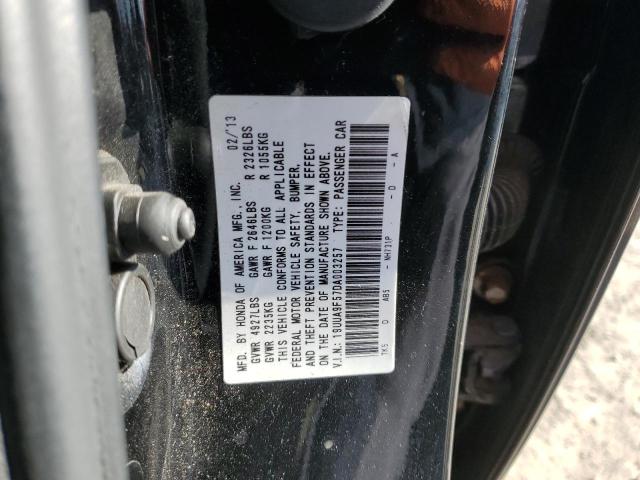 MFD. BY HONDA OF AMERICA MFG., INC. 02/'13
GVWR 4927LBS GAWR F 2646LBS R 2326LBS
GVWR 2235KG GAWR F 1200KG R 1055KG
THIS VEHICLE CONFORMS TO ALL APPLICABLE
FEDERAL MOTOR VEHICLE SAFETY, BUMPER,
AND THEFT PREVENTION STANDARDS IN EFFECT
ON THE DATE OF MANUFACTURE SHOWN ABOVE.
V.I.N.: 19UUA9F57DA003257 TYPE: PASSENGER CAR
TK5 D AB5 - NH731P - D - A